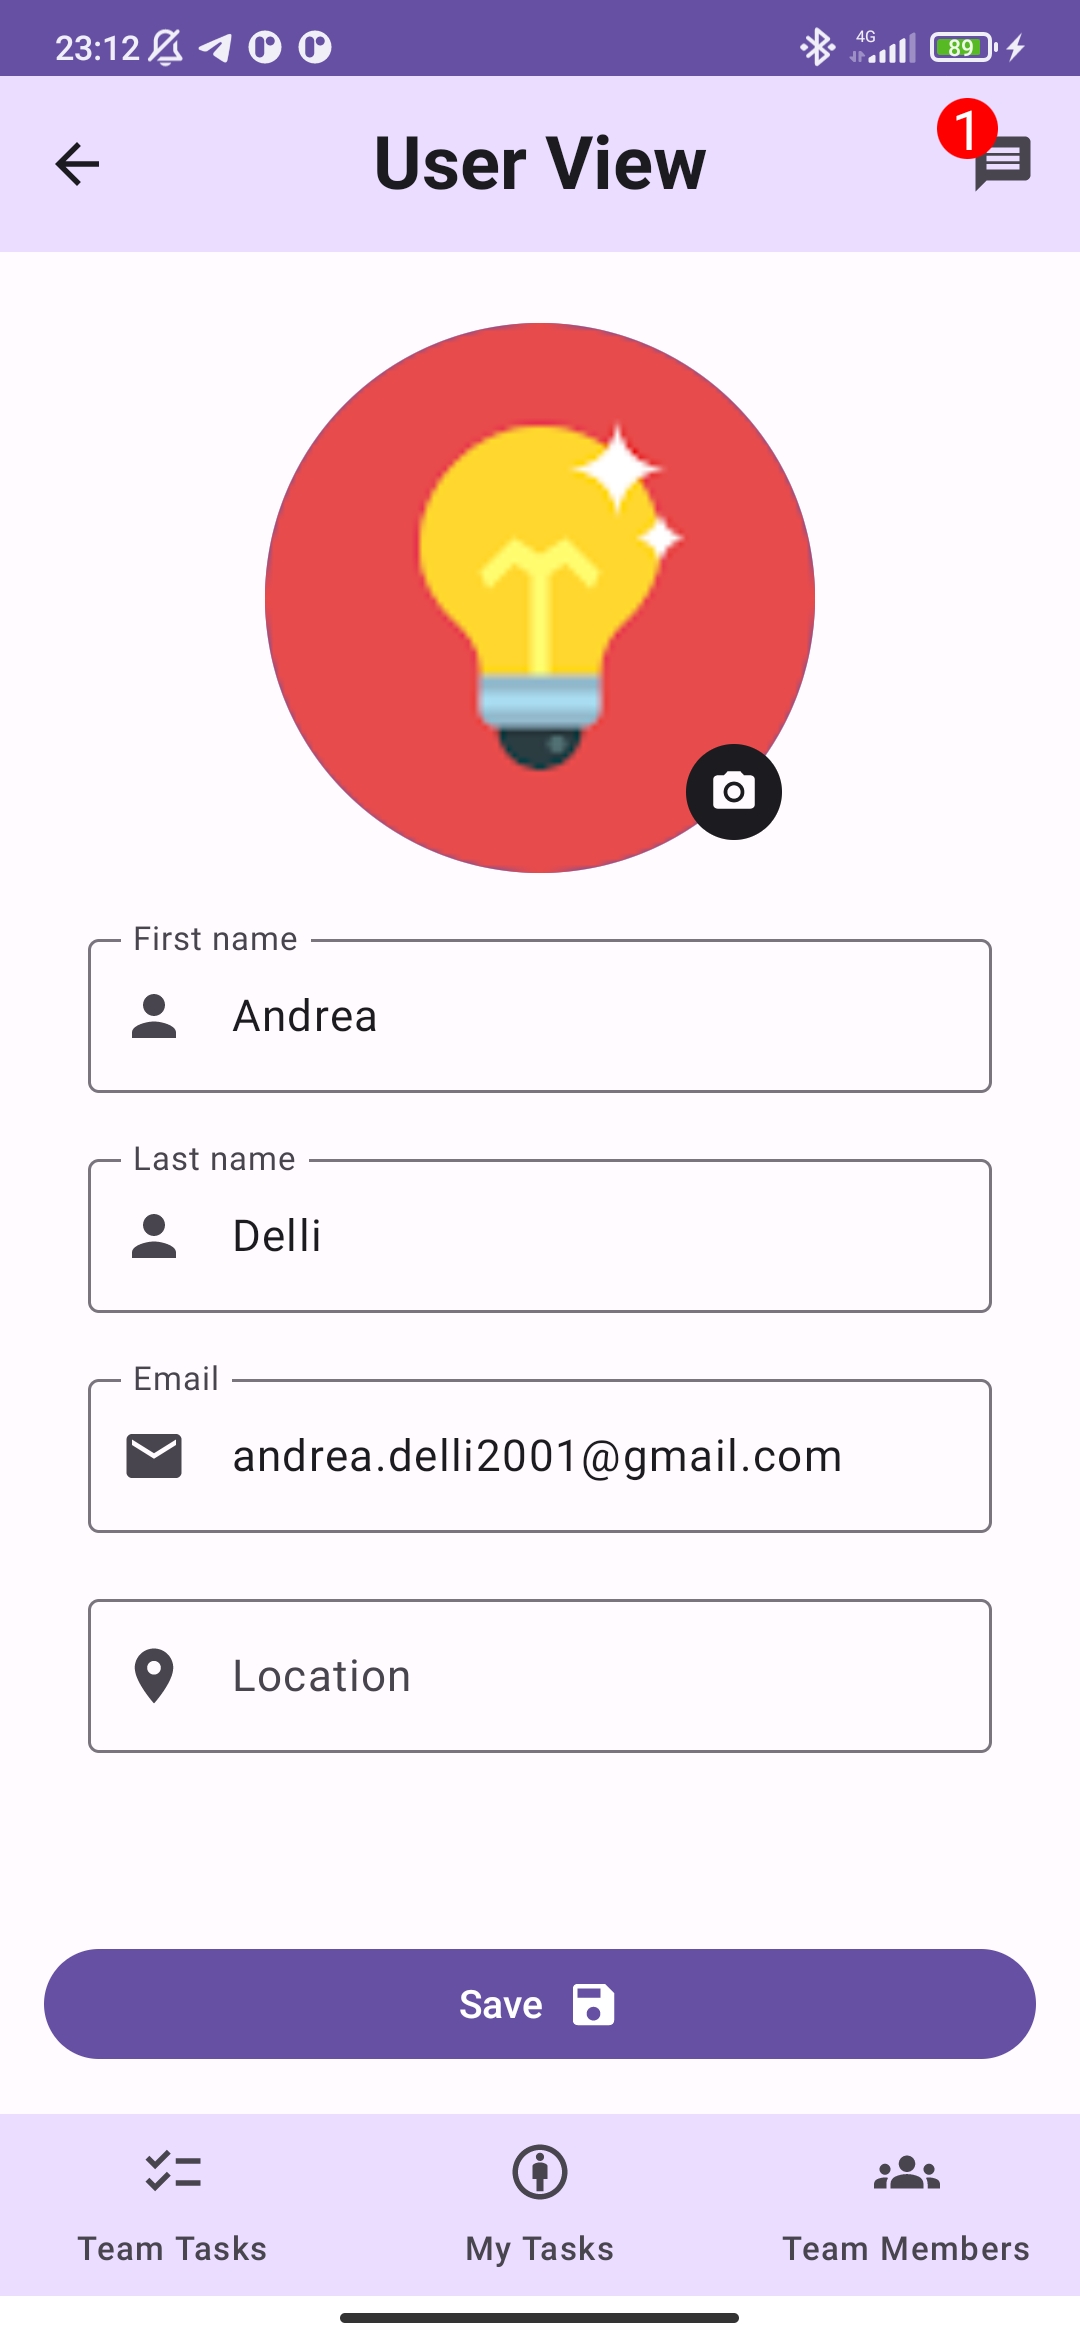 23:12
4G
89
User View
1
First name
Andrea
Last name
Delli
Email
andrea.delli2001@gmail.com
Location
Save
Team Tasks
My Tasks
Team Members